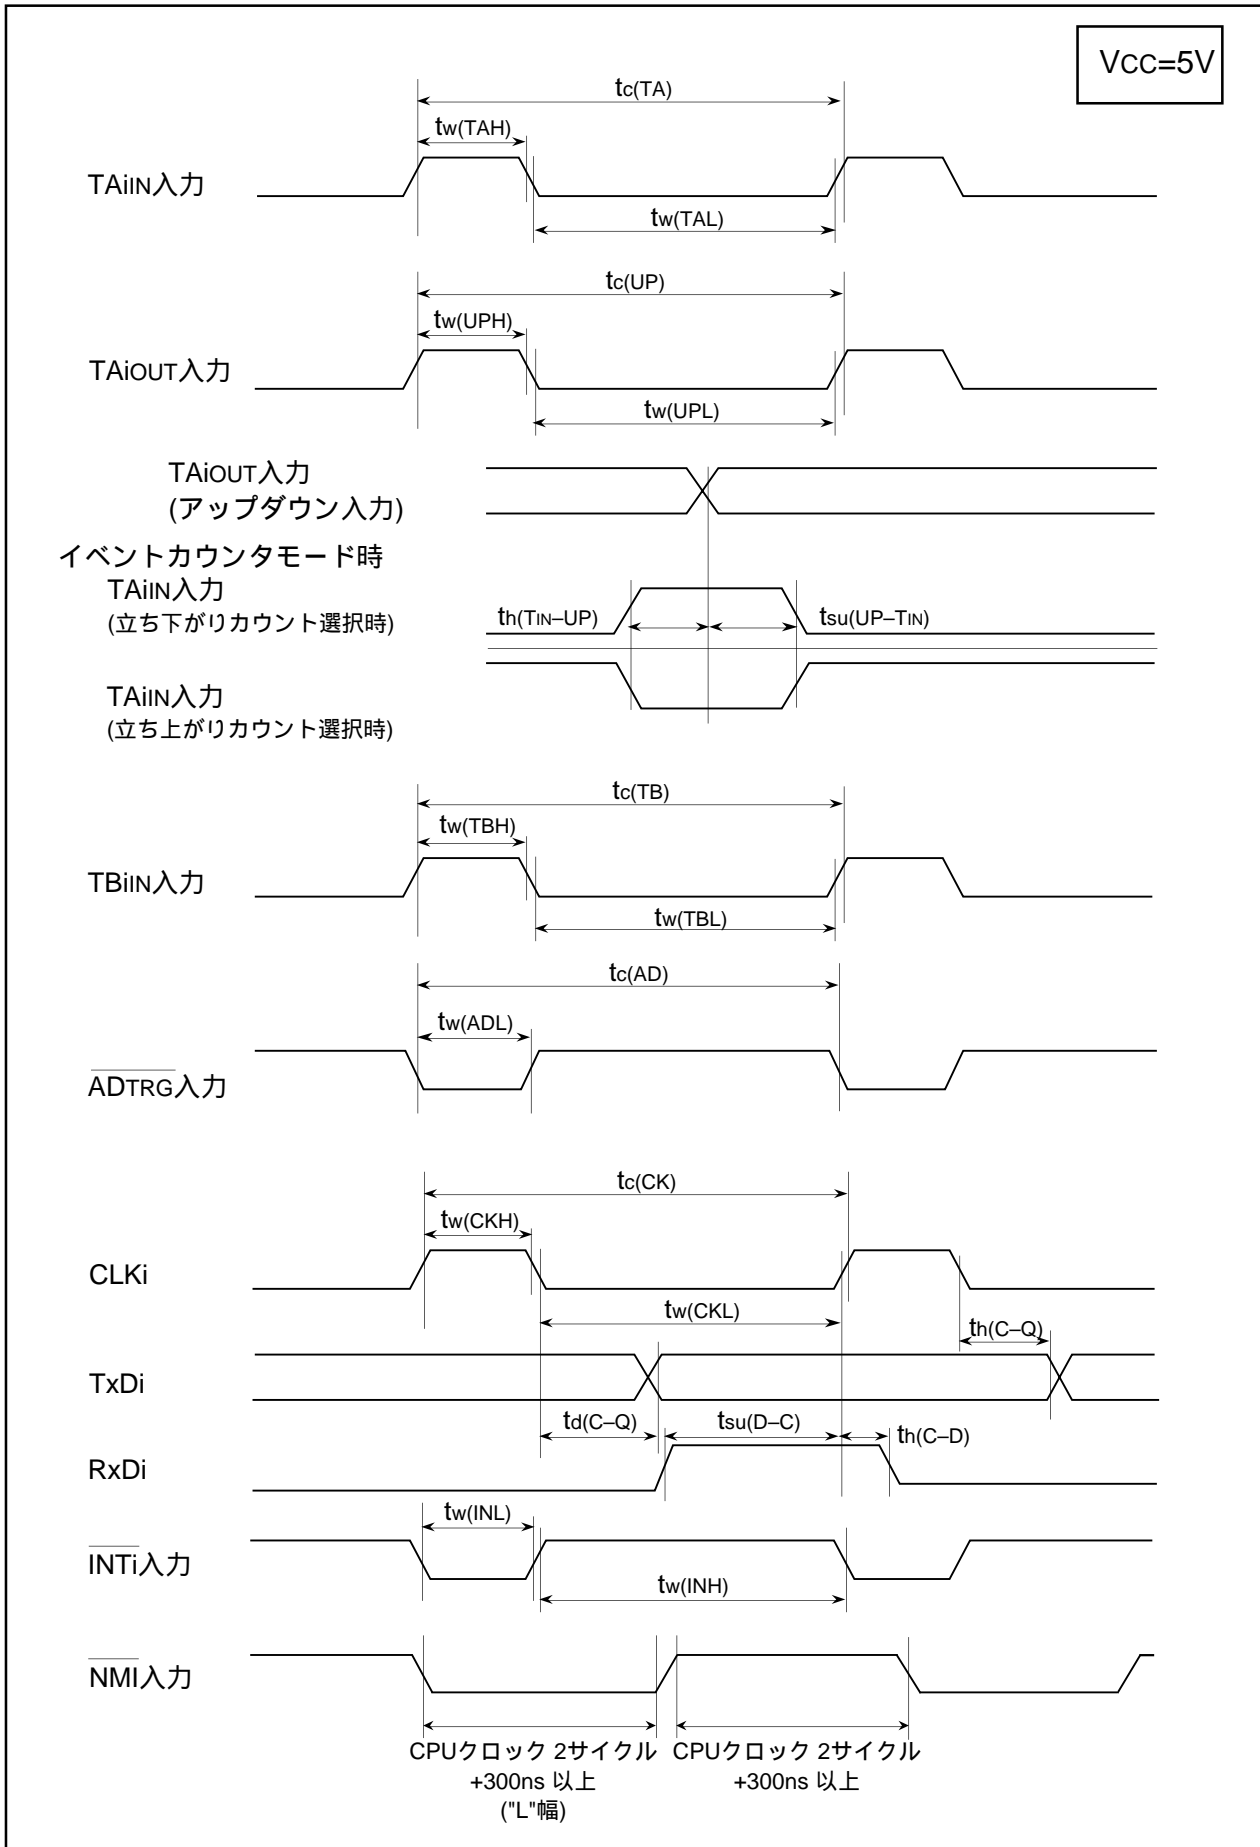 VCC=5V
tc(TA)
tw(TAH)
TAiIN入力
tw(TAL)
tc(UP)
tw(UPH)
TAiOUT入力
tw(UPL)
TAiOUT入力
(アップダウン入力)
イベントカウンタモード時
TAiIN入力
(立ち下がりカウント選択時)
th(TIN–UP)
tsu(UP–TIN)
TAiIN入力
(立ち上がりカウント選択時)
tc(TB)
tw(TBH)
TBiIN入力
tw(TBL)
tc(AD)
tw(ADL)
ADTRG入力
tc(CK)
tw(CKH)
CLKi
tw(CKL)
th(C–Q)
TxDi
td(C–Q)
tsu(D–C)
th(C–D)
RxDi
tw(INL)
INTi入力
tw(INH)
NMI入力
CPUクロック 2サイクル
+300ns 以上
("L"幅)
CPUクロック 2サイクル
+300ns 以上